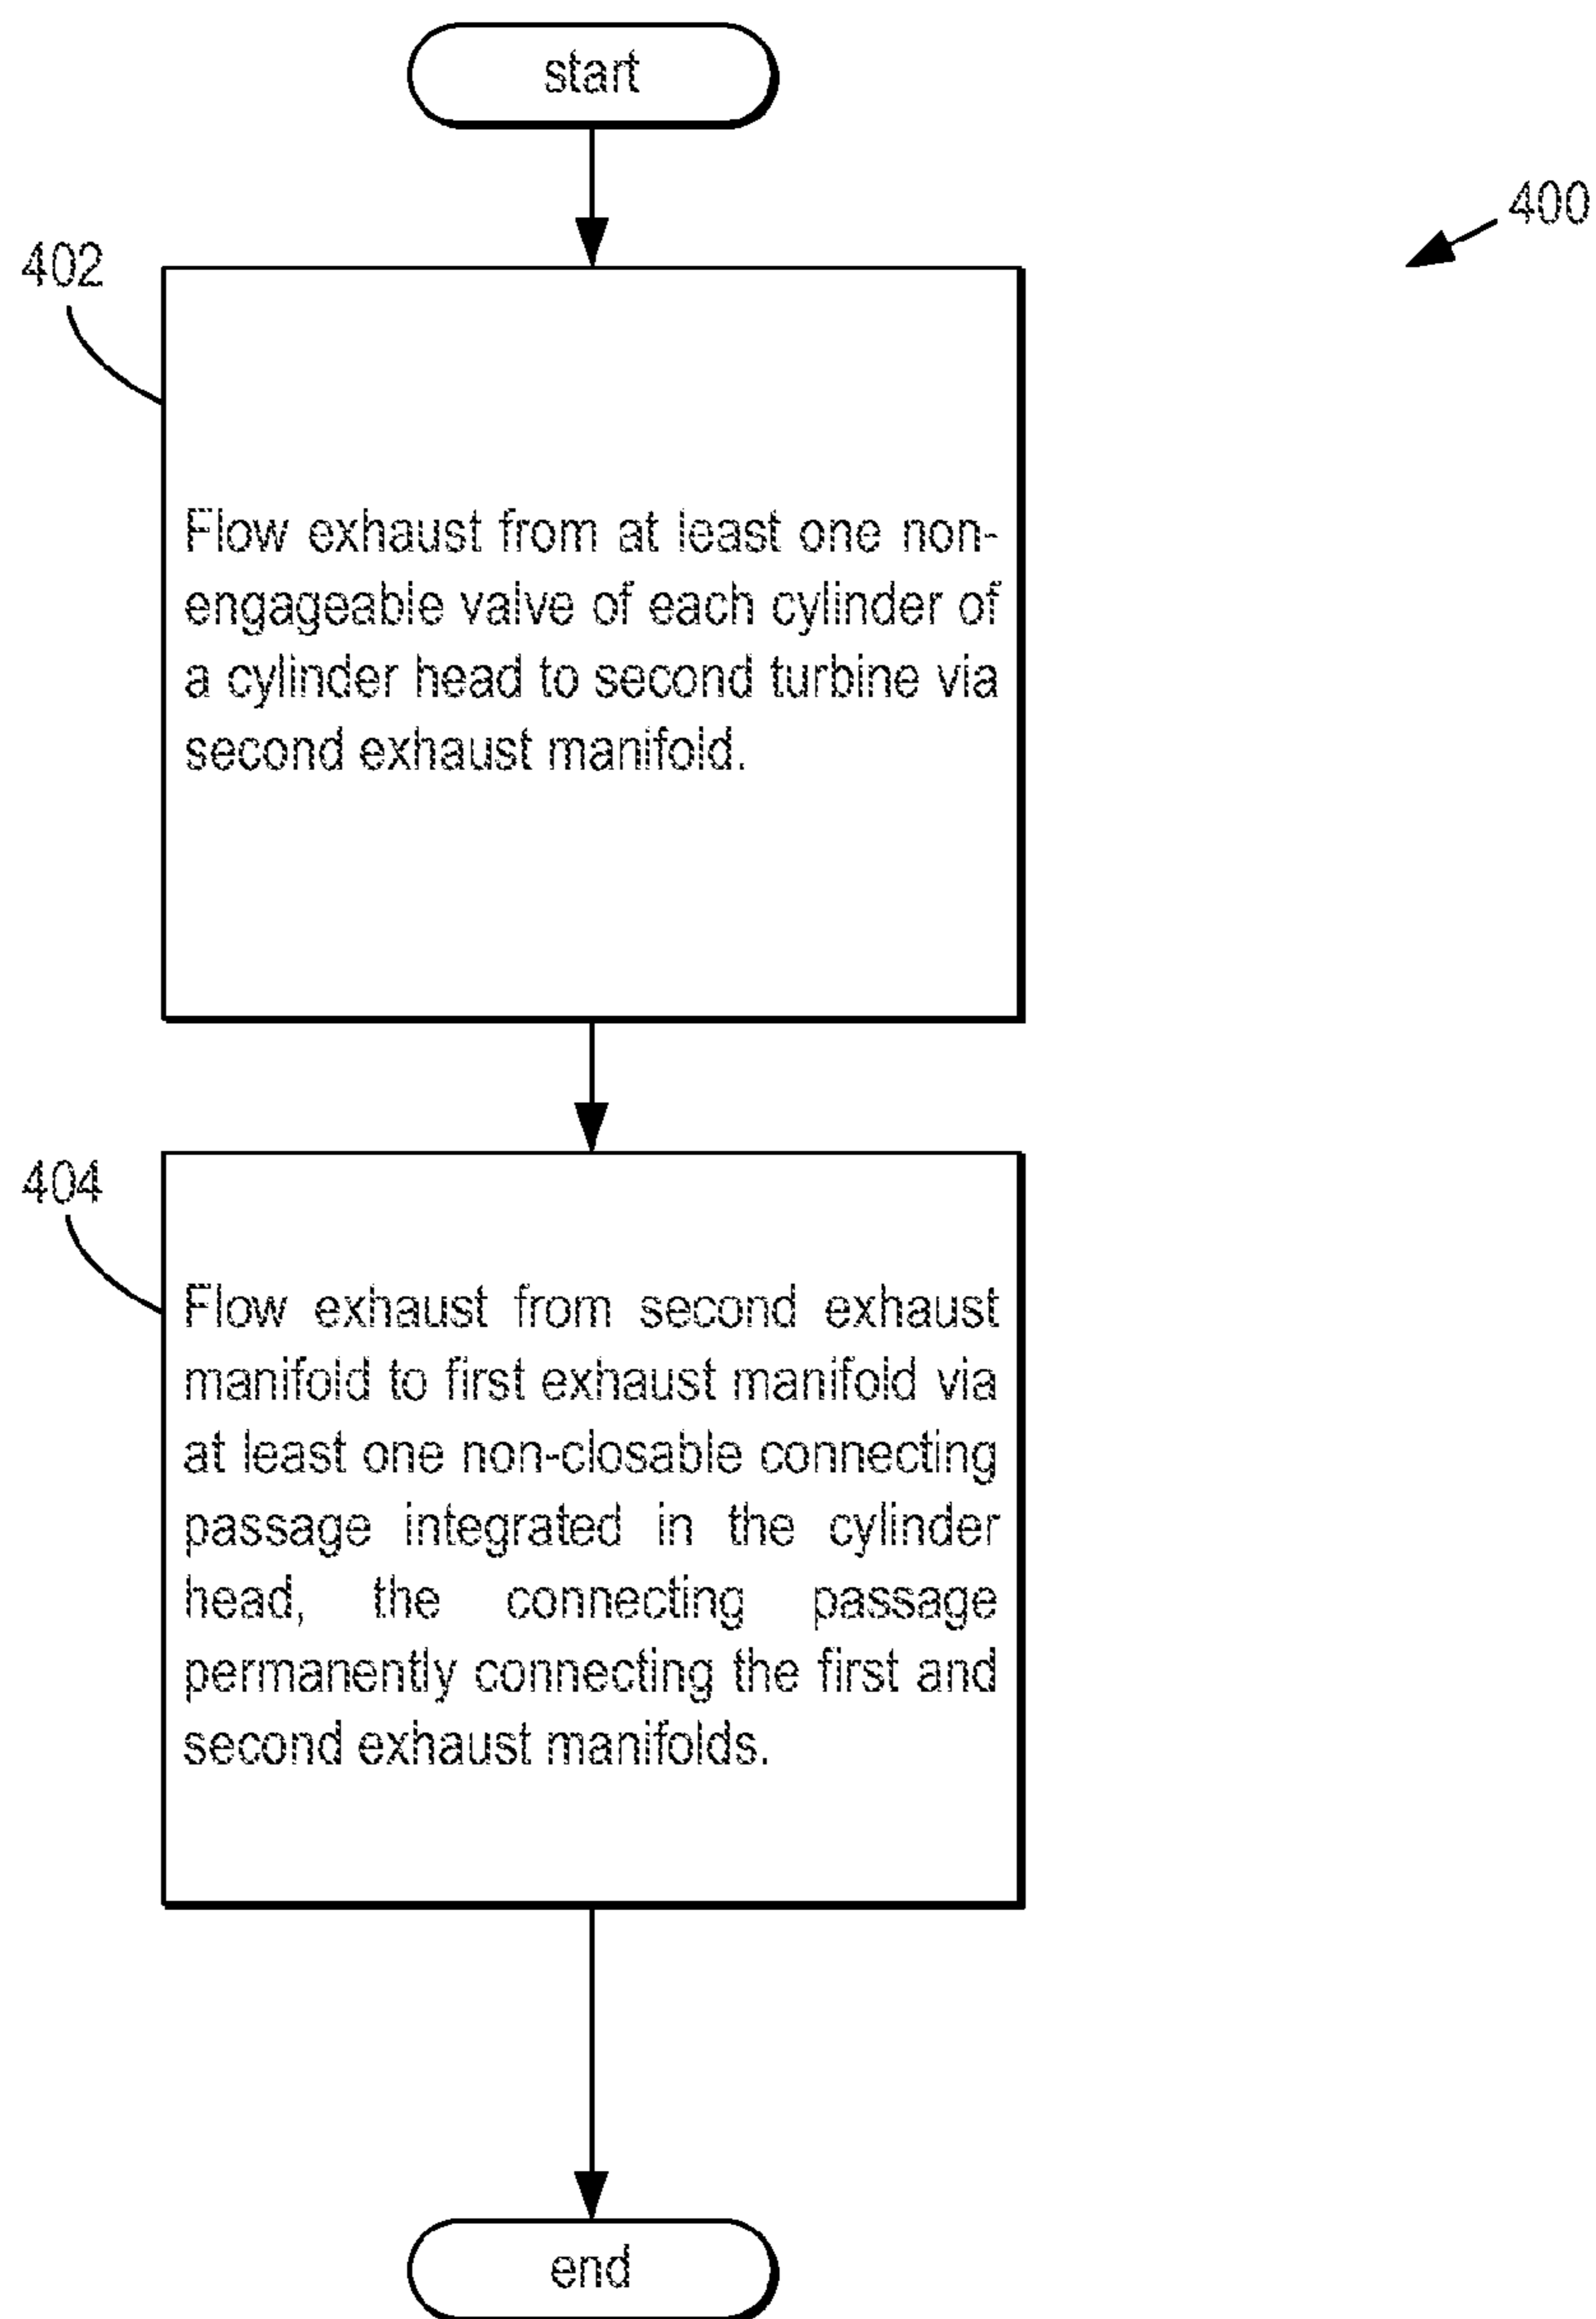 start
400
402
Flow exhaust from at least one non-
engageable valve of each cylinder of
a cylinder head to second turbine via
second exhaust manifold.
404
Flow exhaust from second exhaust
manifold to first exhaust manifold via
at least one non-closable connecting
passage integrated in the cylinder
head, the connecting passage
permanently connecting the first and
second exhaust manifolds.
end